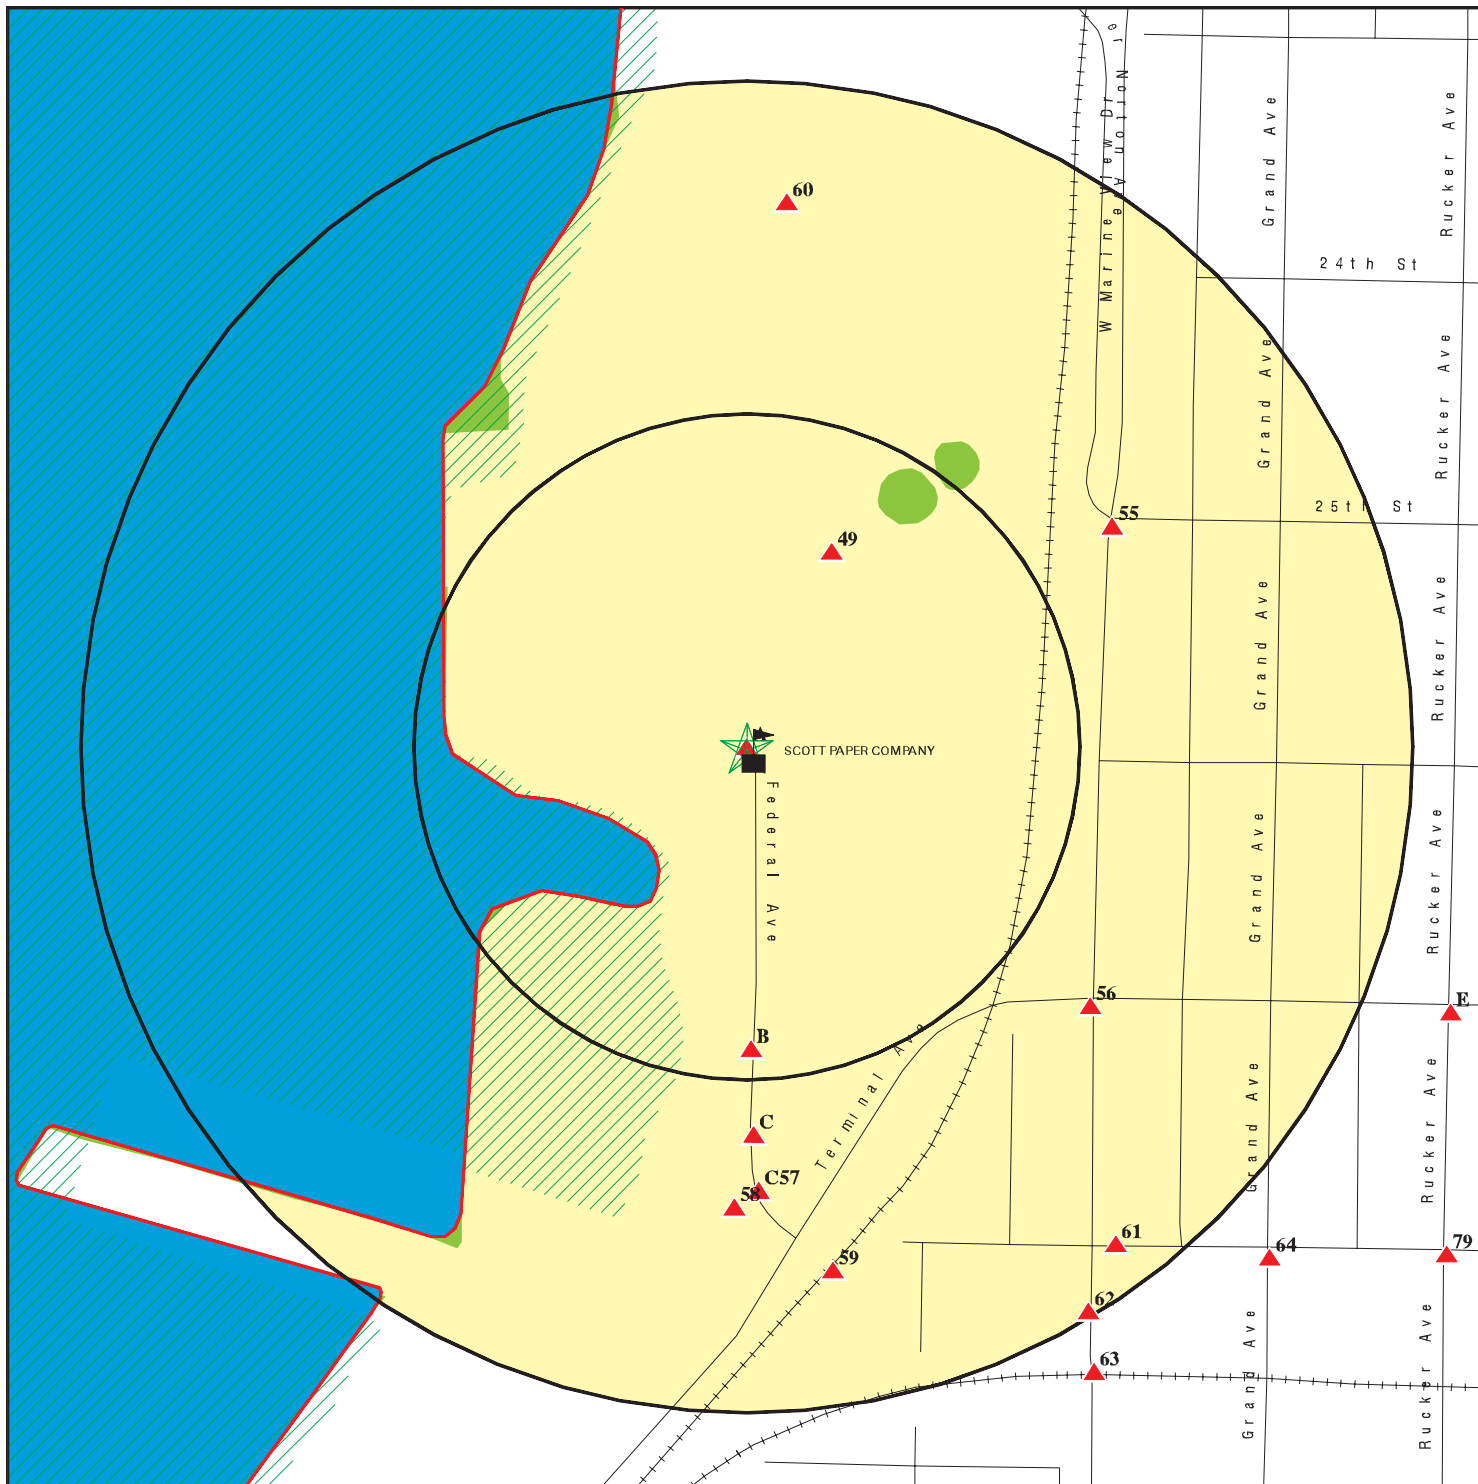 or Norton Ave
W Marine View Dr
Grand Ave
Rucker Ave
60
24th St
Grand Ave
Rucker Ave
25th St
55
49
Grand Ave
Rucker Ave
SCOTT PAPER COMPANY
Federal Ave
Grand Ave
Rucker Ave
56
E
B
Terminal Ave
Grand Ave
Rucker Ave
C
C57
58
61
64
79
59
62
Grand Ave
Rucker Ave
63